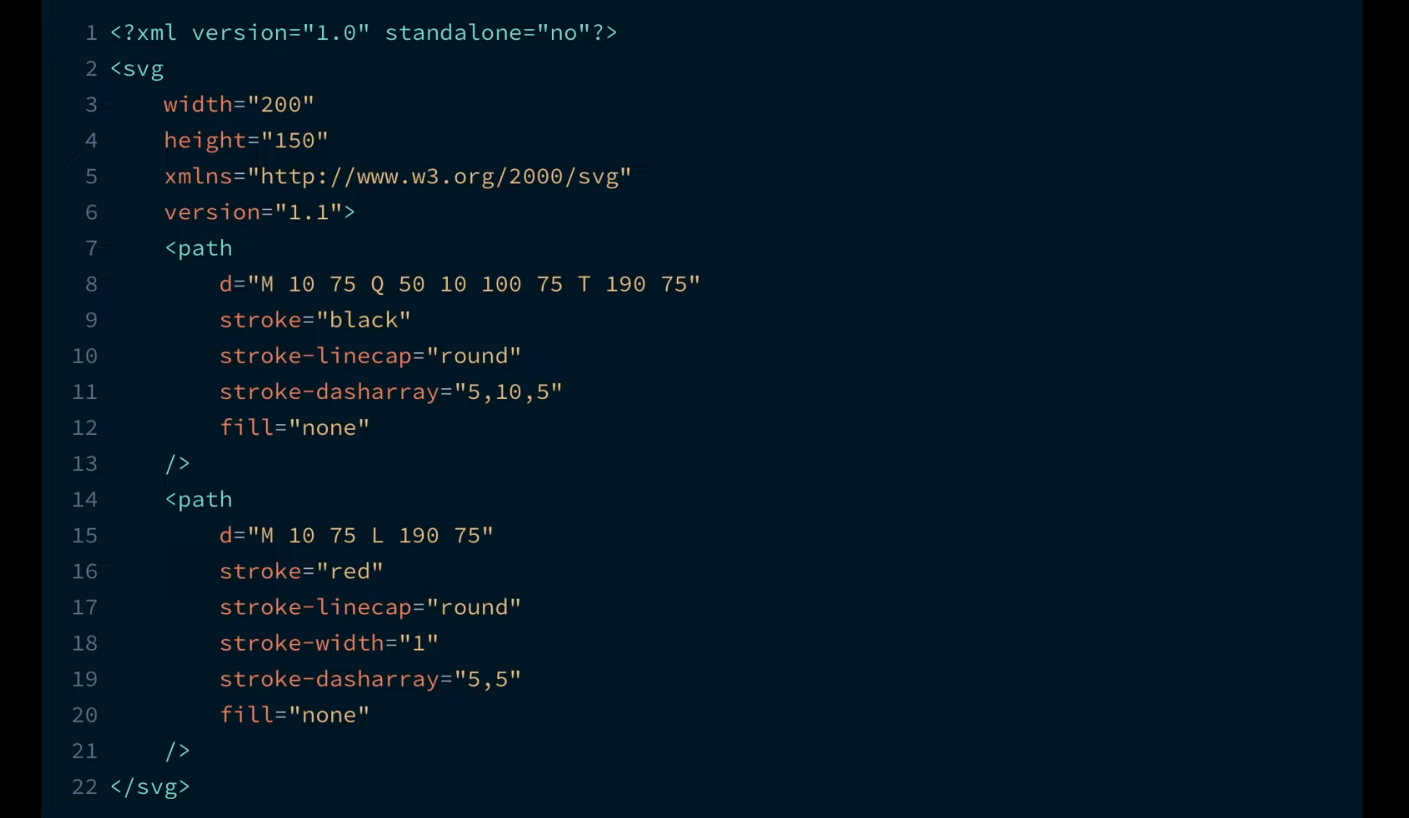 1 <?xml version="1.0" standalone="no"?>
2 <svg
3 width="200"
4 height="150"
5 xmlns="http://www.w3.org/2000/svg"
6 version="1.1">
7 <path
8 d="M 10 75 Q 50 10 100 75 T 190 75"
9 stroke="black"
10 stroke-linecap="round"
11 stroke-dasharray="5,10,5"
12 fill="none"
13 />
14 <path
15 d="M 10 75 L 190 75"
16 stroke="red"
17 stroke-linecap="round"
18 stroke-width="1"
19 stroke-dasharray="5,5"
20 fill="none"
21 />
22 </svg>